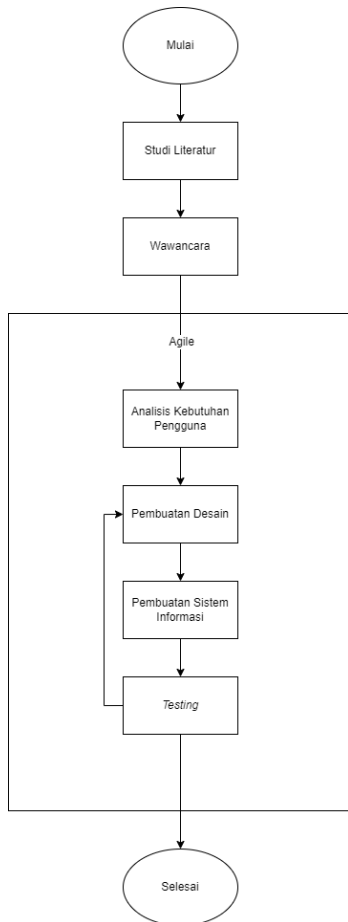 Mulai
Studi Literatur
Wawancara
Agile
Analisis Kebutuhan
Pengguna
Pembuatan Desain
Pembuatan Sistem
Informasi
Testing
Selesai